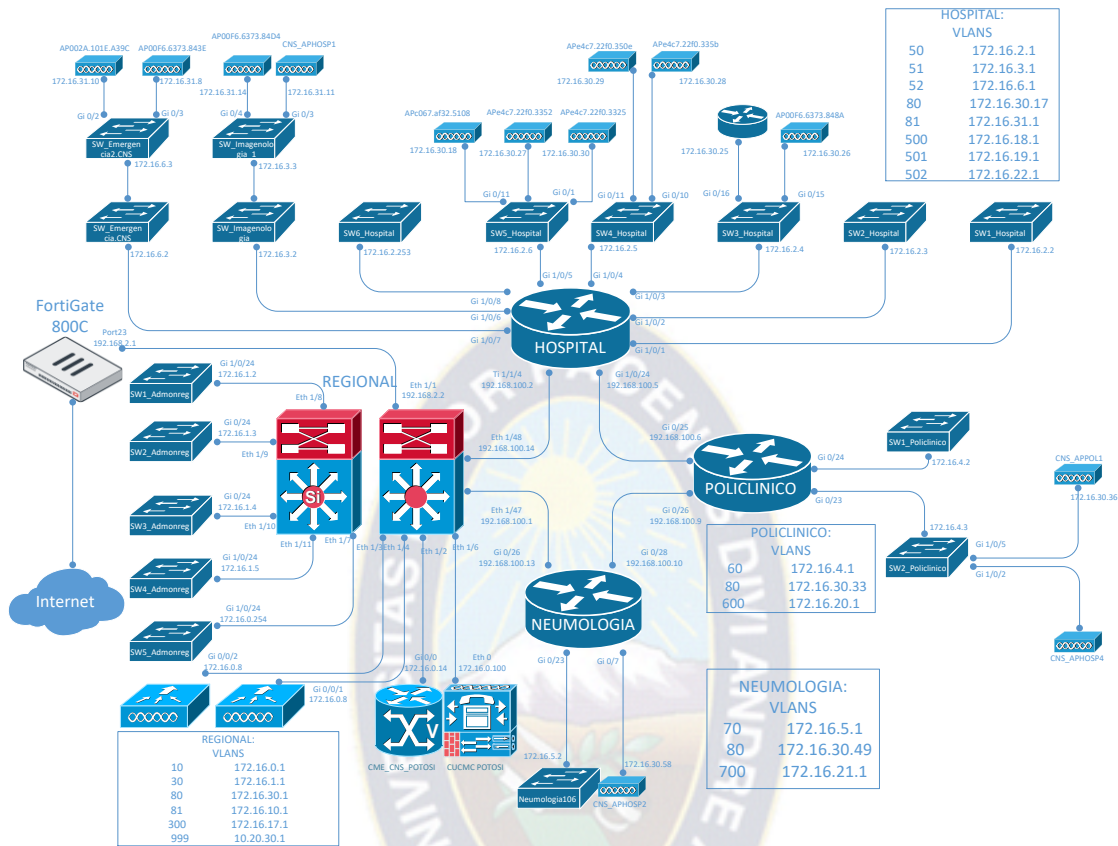 AP002A.101E.A39C
AP00F6.6373.843E
AP00F6.6373.84D4
CNS_APHOSP1
172.16.31.10
172.16.31.8
172.16.31.14
172.16.31.11
Gi 0/2
Gi 0/3
Gi 0/4
Gi 0/3
SW_Emergen
cia2.CNS
172.16.6.3
SW_Imagenolo
gia_1
172.16.3.3
SW_Emergen
cia.CNS
172.16.6.2
SW_Imagenolo
gia
172.16.3.2
SW6_Hospital
172.16.2.253
APe4c7.22f0.350e
APe4c7.22f0.335b
172.16.30.29
172.16.30.28
APc067.af32.5108
APe4c7.22f0.3352
APe4c7.22f0.3325
172.16.30.18
172.16.30.27
172.16.30.30
Gi 0/11
Gi 0/1
Gi 0/11
Gi 0/10
SW5_Hospital
172.16.2.6
SW4_Hospital
172.16.2.5
AP00F6.6373.848A
172.16.30.25
172.16.30.26
Gi 0/16
Gi 0/15
SW3_Hospital
172.16.2.4
SW2_Hospital
172.16.2.3
SW1_Hospital
172.16.2.2
HOSPITAL:
VLANS
50 172.16.2.1
51 172.16.3.1
52 172.16.6.1
80 172.16.30.17
81 172.16.31.1
500 172.16.18.1
501 172.16.19.1
502 172.16.22.1
Gi 1/0/5
Gi 1/0/4
Gi 1/0/8
Gi 1/0/3
Gi 1/0/6
Gi 1/0/2
Gi 1/0/7
Gi 1/0/1
HOSPITAL
Ti 1/1/4
192.168.100.2
Gi 1/0/24
192.168.100.5
FortiGate
800C
Port23
192.168.2.1
Internet
Gi 1/0/24
172.16.1.2
SW1_Admonreg
Gi 0/24
172.16.1.3
SW2_Admonreg
Gi 0/24
172.16.1.4
SW3_Admonreg
Gi 1/0/24
172.16.1.5
SW4_Admonreg
Gi 1/0/24
172.16.0.254
SW5_Admonreg
REGIONAL
Eth 1/8
Eth 1/1
192.168.2.2
Eth 1/9
Si
Eth 1/10
Eth 1/11
Eth 1/7
Eth 1/3
Eth 1/4
Eth 1/2
Eth 1/6
Eth 1/48
192.168.100.14
Eth 1/47
192.168.100.1
Gi 0/25
192.168.100.6
POLICLINICO
Gi 0/24
Gi 0/23
Gi 0/26
192.168.100.9
SW1_Policlinico
172.16.4.2
CNS_APPOL1
172.16.30.36
172.16.4.3
SW2_Policlinico
Gi 1/0/5
Gi 1/0/2
CNS_APHOSP4
POLICLINICO:
VLANS
60 172.16.4.1
80 172.16.30.33
600 172.16.20.1
Gi 0/26
192.168.100.13
Gi 0/28
192.168.100.10
NEUMOLOGIA
Gi 0/23
Gi 0/7
172.16.5.2
172.16.30.58
Neumologia106
CNS_APHOSP2
NEUMOLOGIA:
VLANS
70 172.16.5.1
80 172.16.30.49
700 172.16.21.1
Gi 0/0/2
172.16.0.8
Gi 0/0/1
172.16.0.8
Gi 0/0
172.16.0.14
Eth 0
172.16.0.100
V
CME_CNS_POTOSI
CUCMC POTOSI
REGIONAL:
VLANS
10 172.16.0.1
30 172.16.1.1
80 172.16.30.1
81 172.16.10.1
300 172.16.17.1
999 10.20.30.1